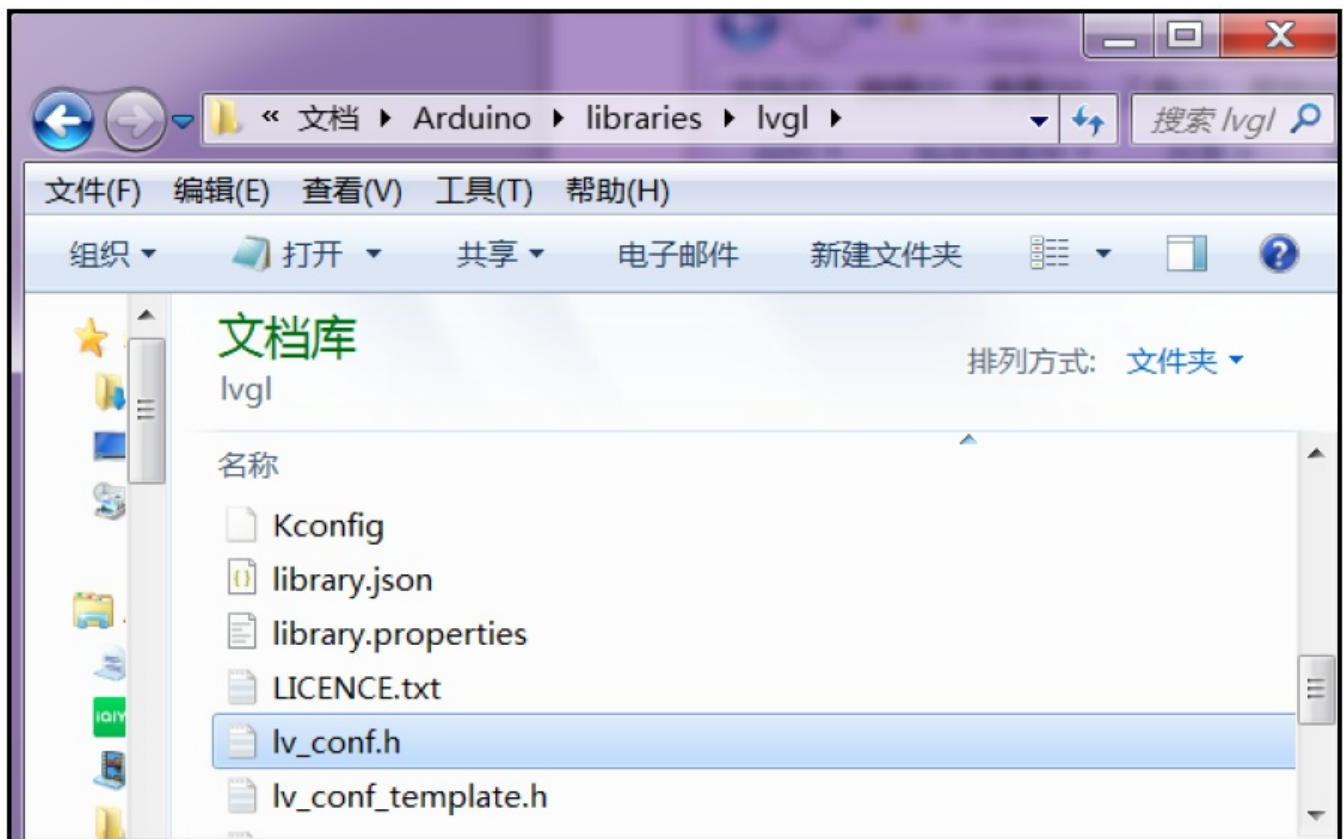 « 文档 ▸ Arduino ▸ libraries ▸ lvgl ▸ 搜索 lvgl
文件(F) 编辑(E) 查看(V) 工具(T) 帮助(H)
组织 打开 共享 电子邮件 新建文件夹
文档库
lvgl
排列方式: 文件夹
名称
Kconfig
library.json
library.properties
LICENCE.txt
lv_conf.h
lv_conf_template.h